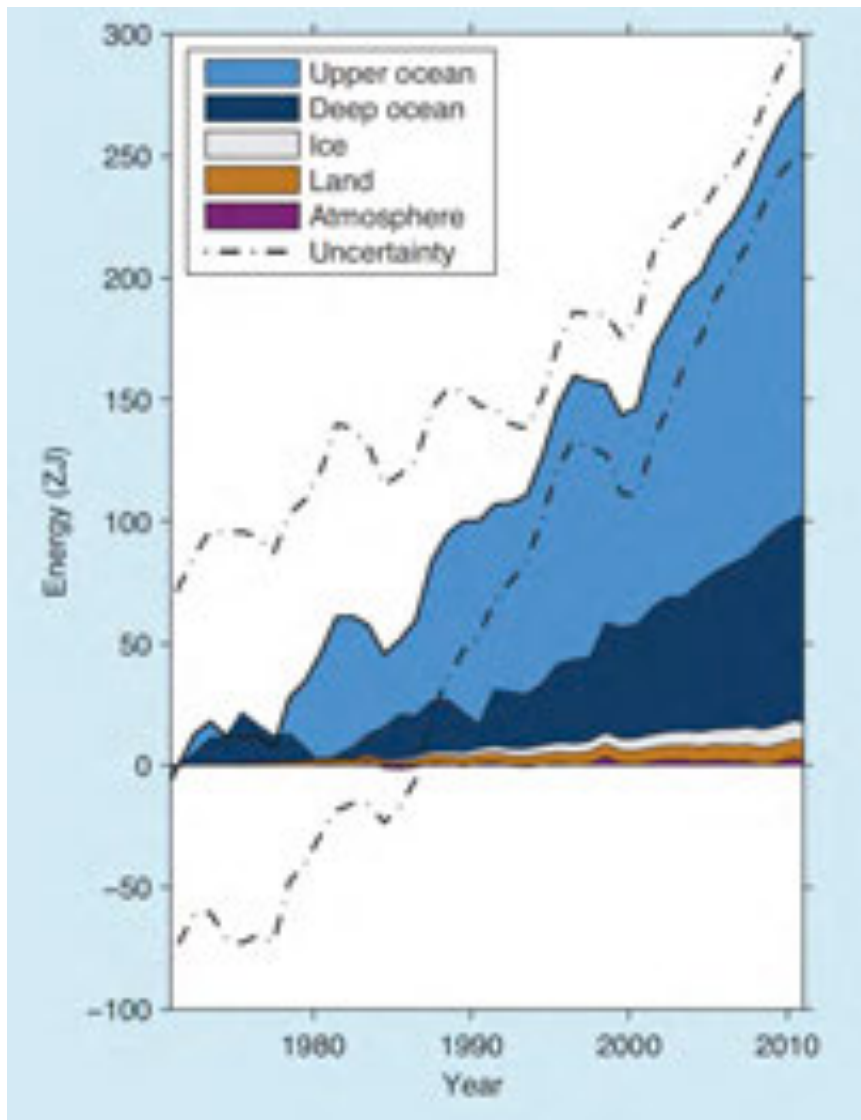 300
Upper ocean
Deep ocean
250
Ice
Land
Atmosphere
200
Uncertainty
150
100
50
0
−50
−100
Energy (ZJ)
1980 1990 2000 2010
Year